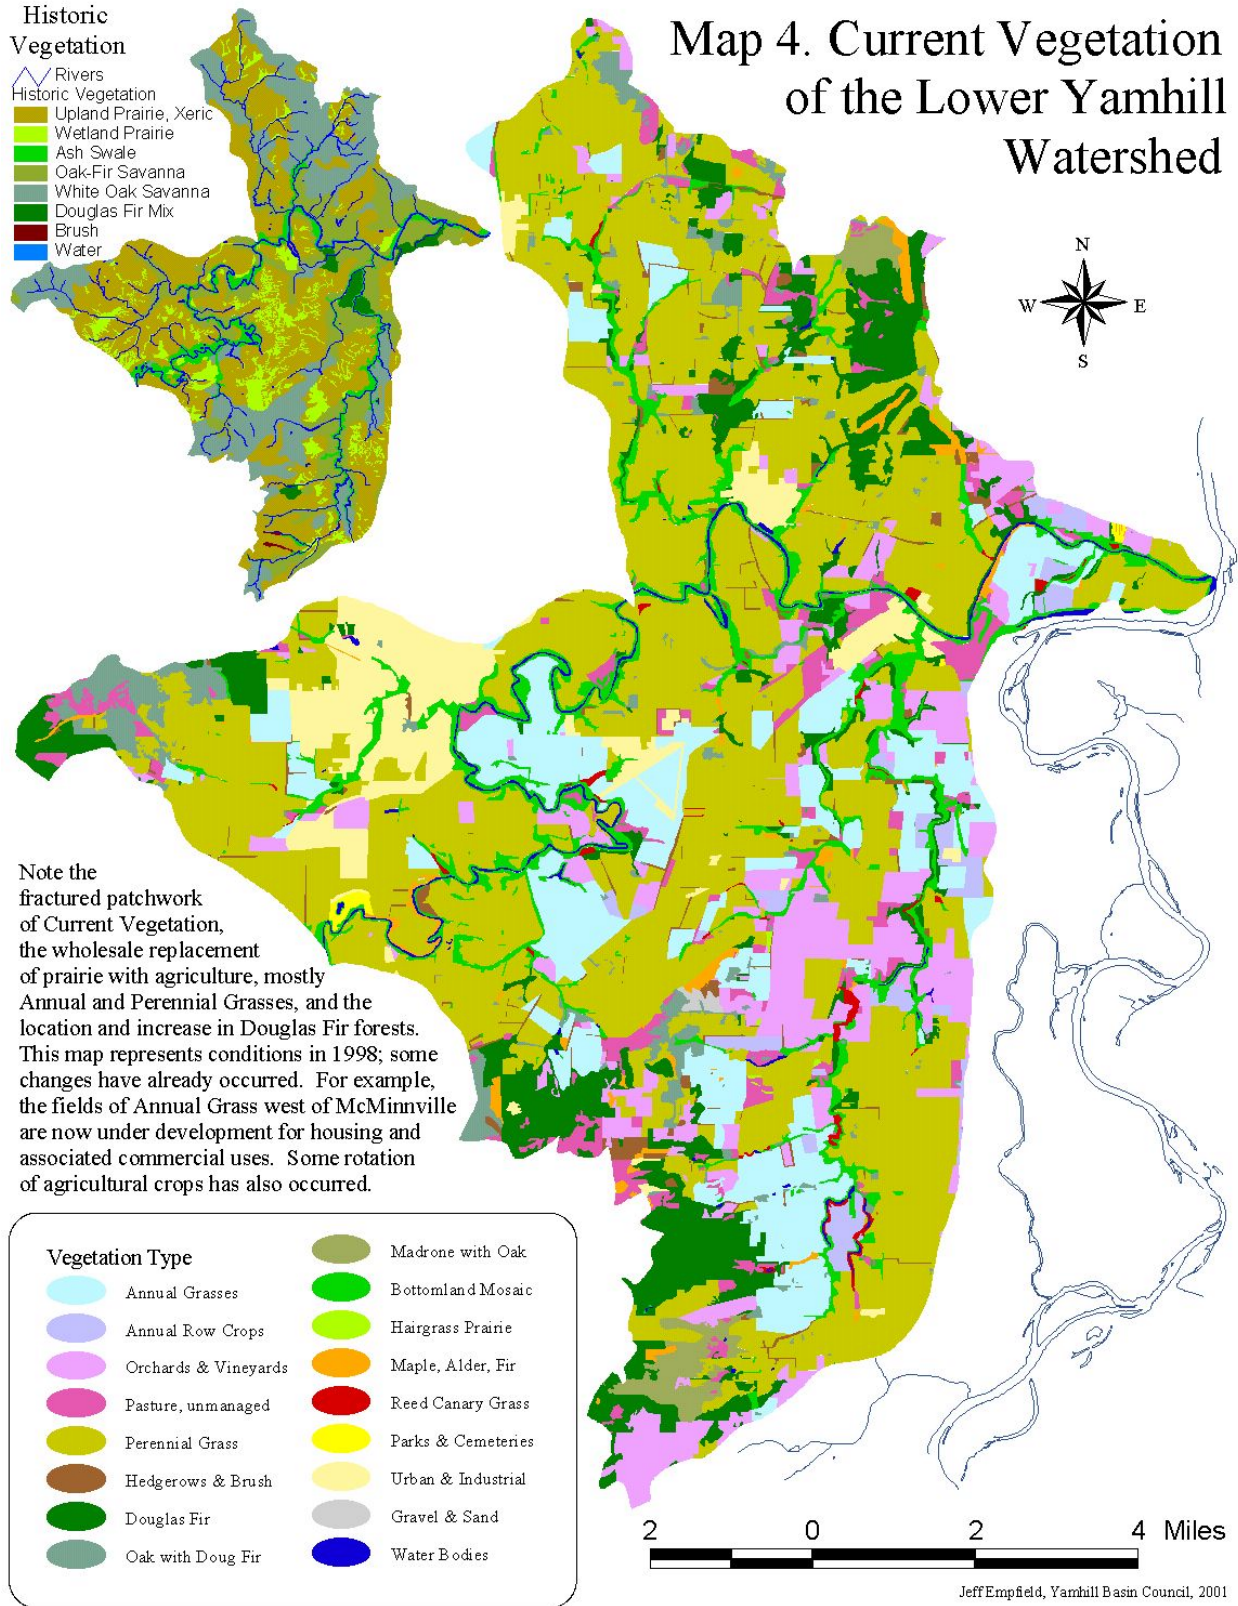 Historic
Vegetation
Rivers
Historic Vegetation
Upland Prairie, Xeric
Wetland Prairie
Ash Swale
Oak-Fir Savanna
White Oak Savanna
Douglas Fir Mix
Brush
Water
Map 4. Current Vegetation
of the Lower Yamhill
Watershed
N
W
E
S
Note the
fractured patchwork
of Current Vegetation,
the wholesale replacement
of prairie with agriculture, mostly
Annual and Perennial Grasses, and the
location and increase in Douglas Fir forests.
This map represents conditions in 1998; some
changes have already occurred. For example,
the fields of Annual Grass west of McMinnville
are now under development for housing and
associated commercial uses. Some rotation
of agricultural crops has also occurred.
Vegetation Type
Annual Grasses
Annual Row Crops
Orchards & Vineyards
Pasture, unmanaged
Perennial Grass
Hedgerows & Brush
Douglas Fir
Oak with Doug Fir
Madrone with Oak
Bottomland Mosaic
Hairgrass Prairie
Maple, Alder, Fir
Reed Canary Grass
Parks & Cemeteries
Urban & Industrial
Gravel & Sand
Water Bodies
2 0 2 4 Miles
Jeff Empfield, Yamhill Basin Council, 2001